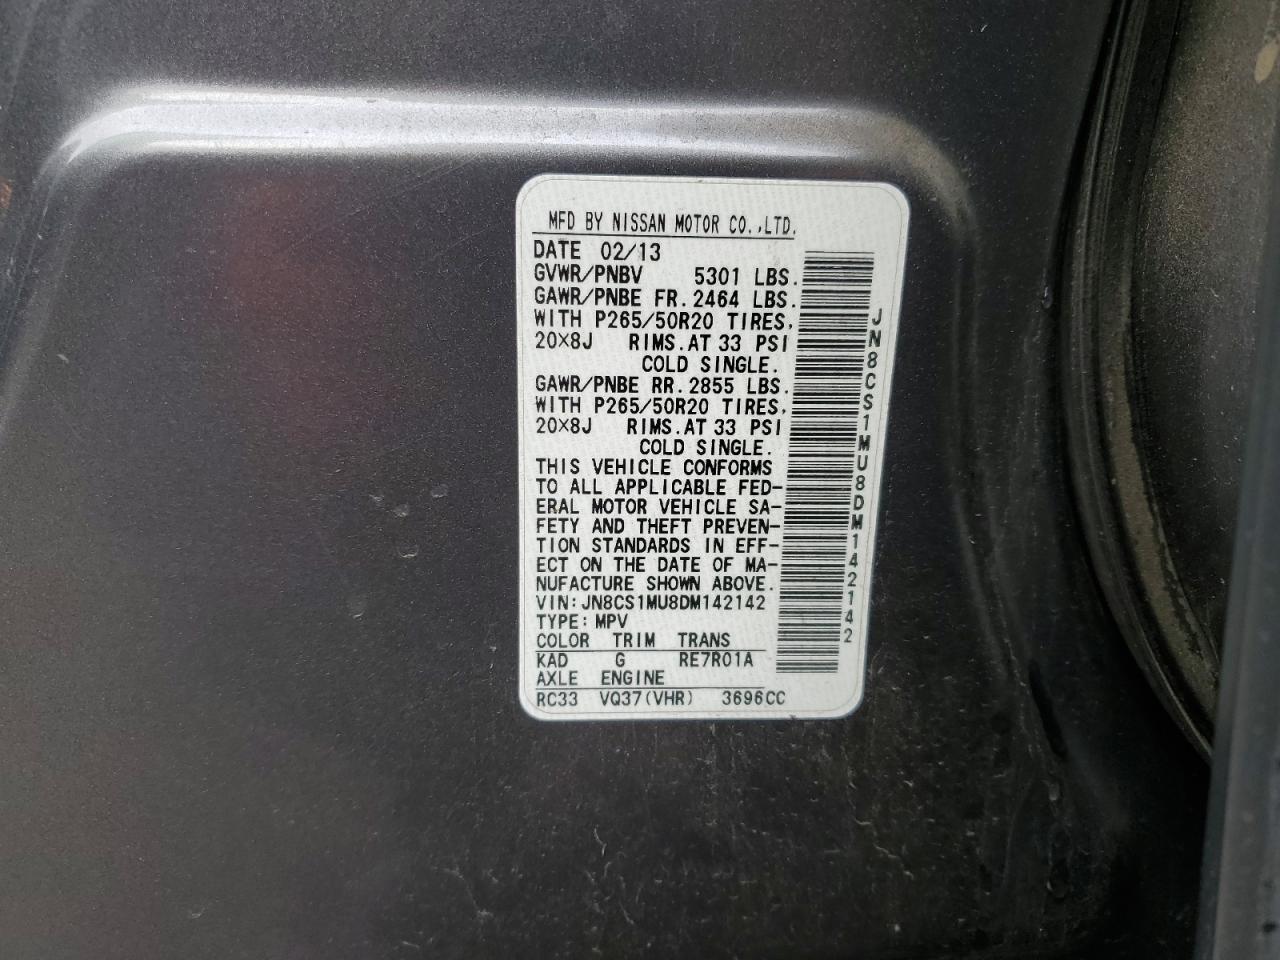 MFD BY NISSAN MOTOR CO.,LTD.
DATE 02/13
GVWR/PNBV 5301 LBS.
GAWR/PNBE FR. 2464 LBS.
WITH P265/50R20 TIRES,
20×8J RIMS.AT 33 PSI
COLD SINGLE.
GAWR/PNBE RR. 2855 LBS.
WITH P265/50R20 TIRES,
20×8J RIMS.AT 33 PSI
COLD SINGLE.
THIS VEHICLE CONFORMS
TO ALL APPLICABLE FED-
ERAL MOTOR VEHICLE SA-
FETY AND THEFT PREVEN-
TION STANDARDS IN EFF-
ECT ON THE DATE OF MA-
NUFACTURE SHOWN ABOVE.
VIN:JN8CS1MU8DM142142
TYPE:MPV
COLOR TRIM TRANS
KAD G RE7R01A
AXLE ENGINE
RC33 VQ37(VHR) 3696CC
JN8CS1MU8DM142142